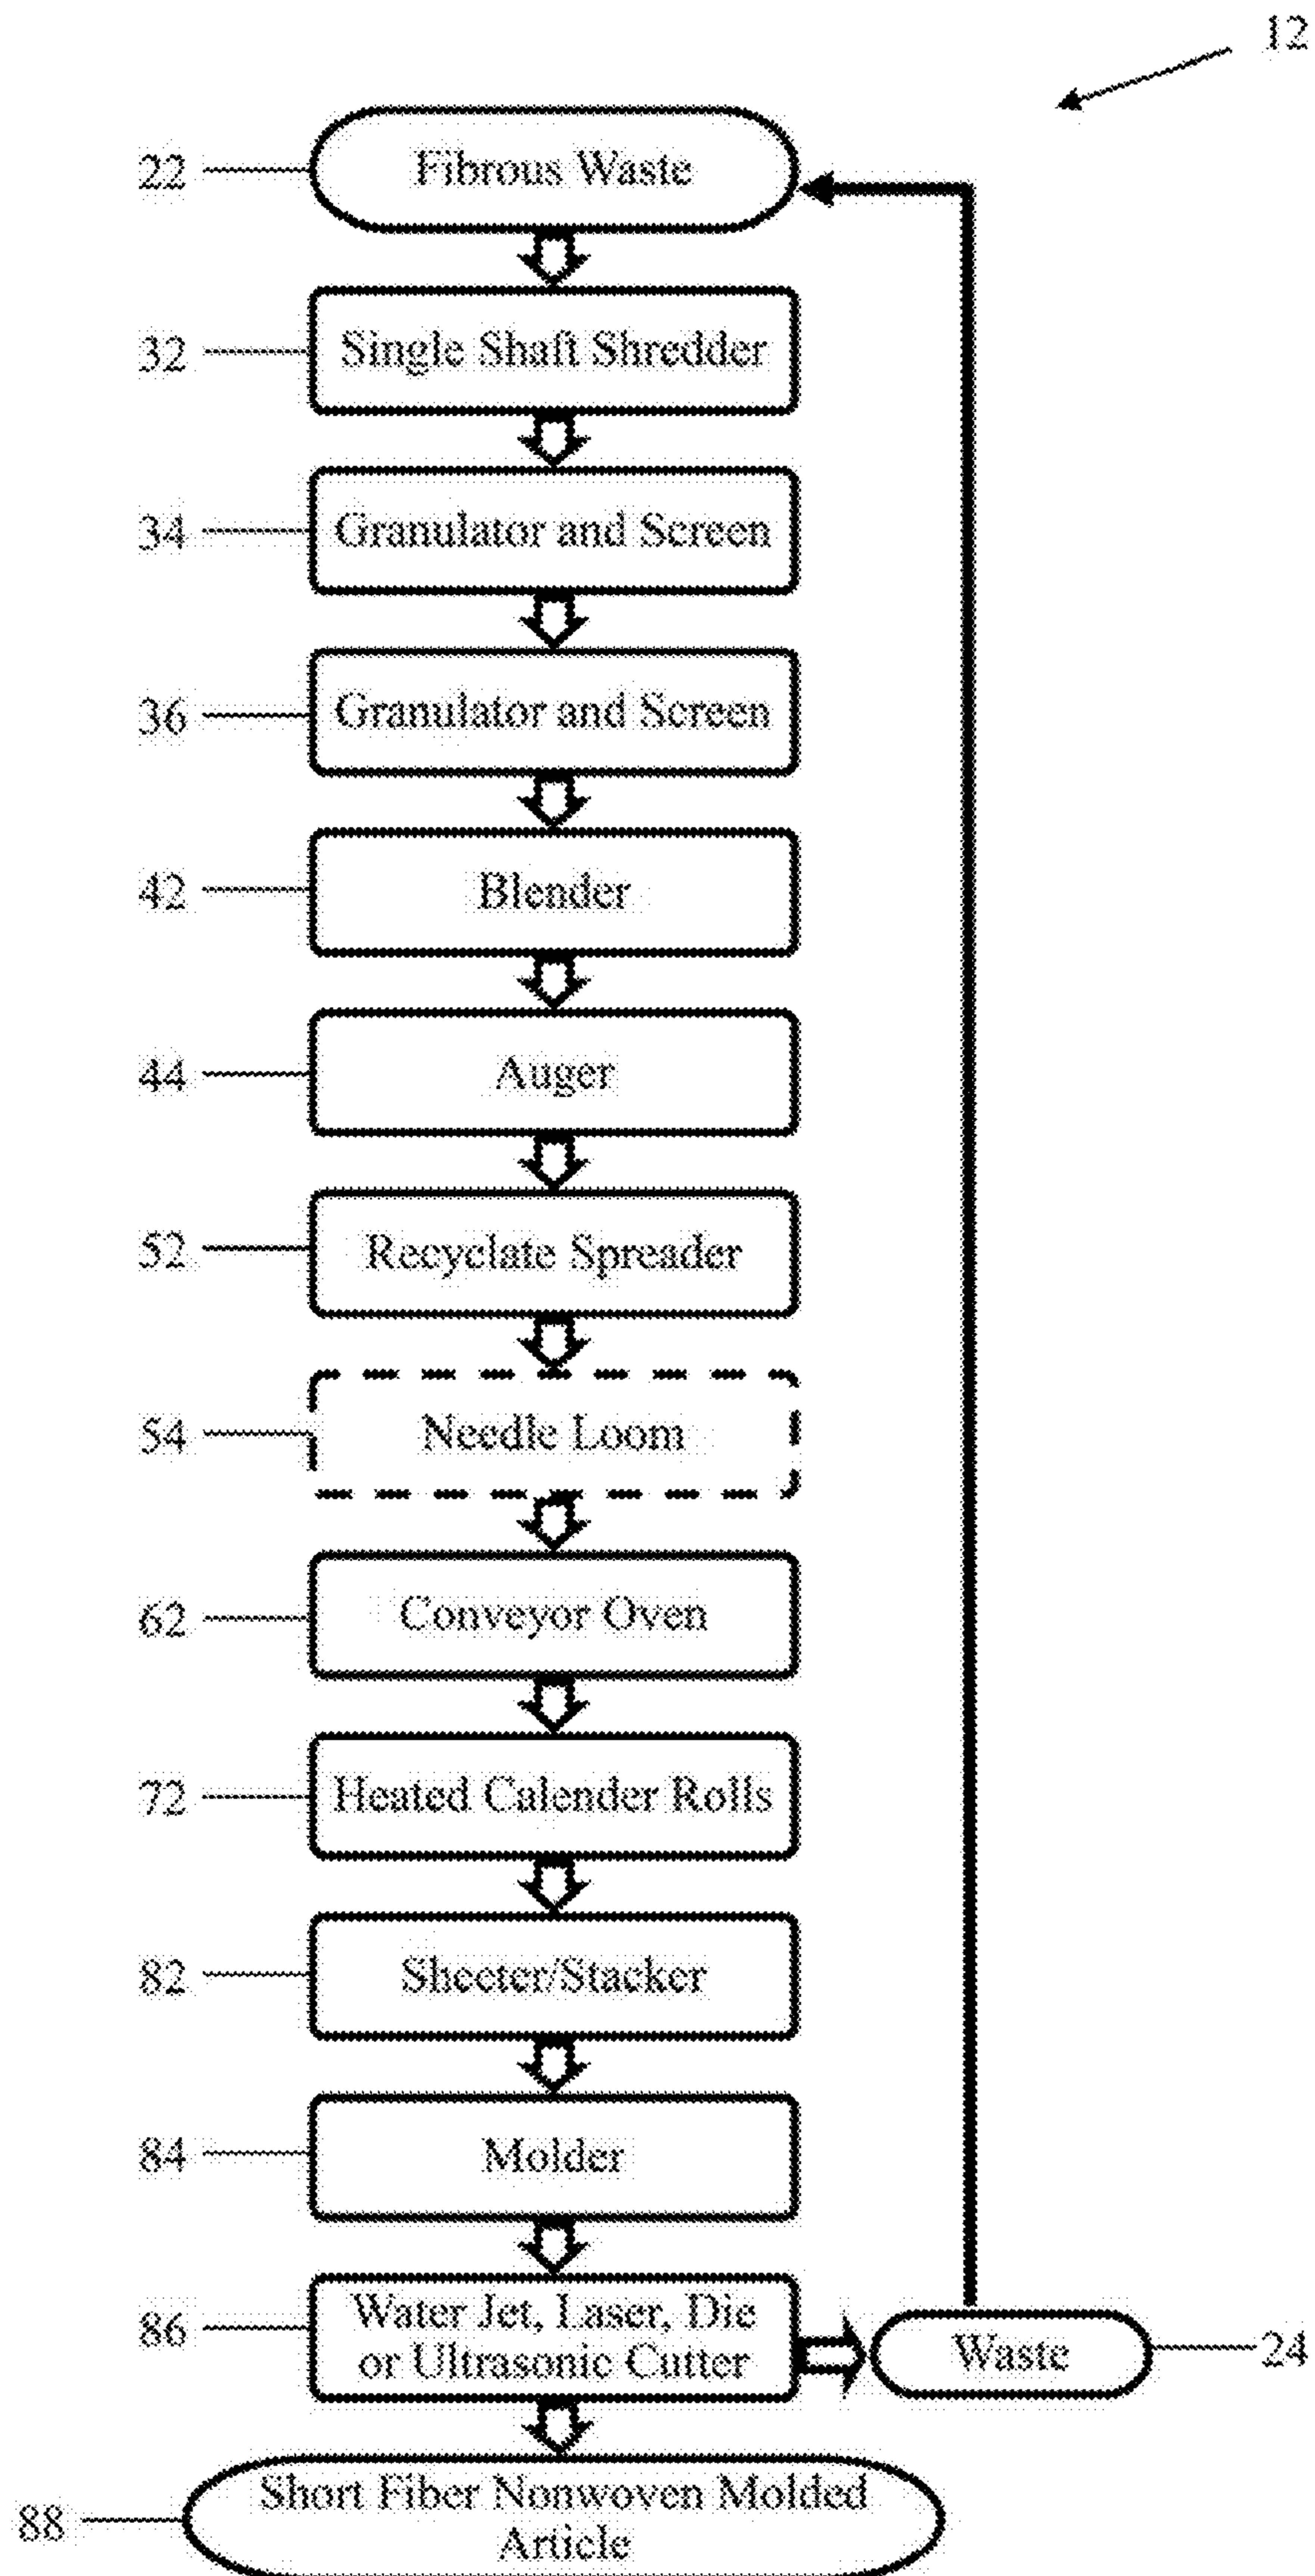 12
22 Fibrous Waste
32 Single Shaft Shredder
34 Granulator and Screen
36 Granulator and Screen
42 Blender
44 Auger
52 Recyclate Spreader
54 Needle Loom
62 Conveyor Oven
72 Heated Calender Rolls
82 Sheeter/Stacker
84 Molder
86 Water Jet, Laser, Die
or Ultrasonic Cutter
Waste 24
88 Short Fiber Nonwoven Molded
Article